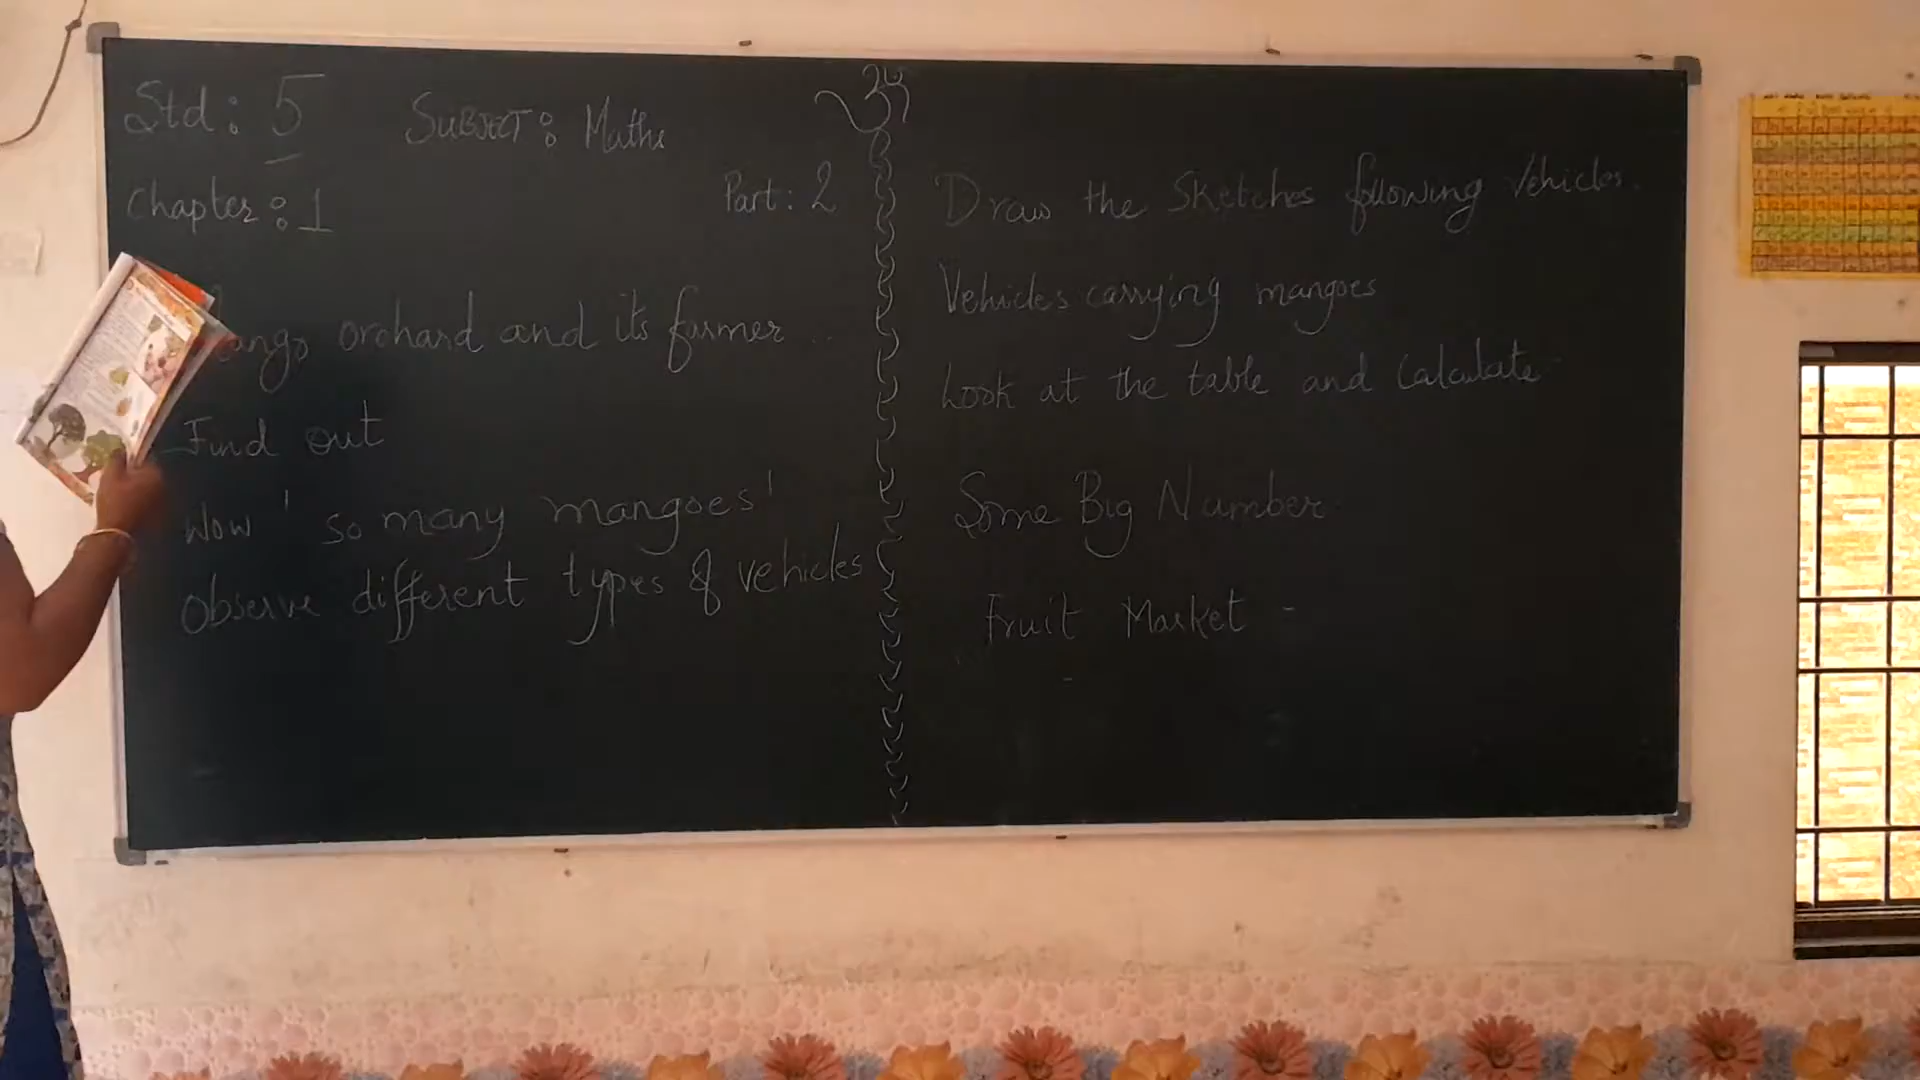 Std: 5 SUBJECT: Maths
Chapter: 1 Part: 2
orchard and its farmer ...
Find out
Wow 'so many mangoes'
Observe different types of vehicles
Draw the Sketches following Vehicles.
Vehicles carrying mangoes
Look at the table and Calculate
Some Big Number
Fruit Market -